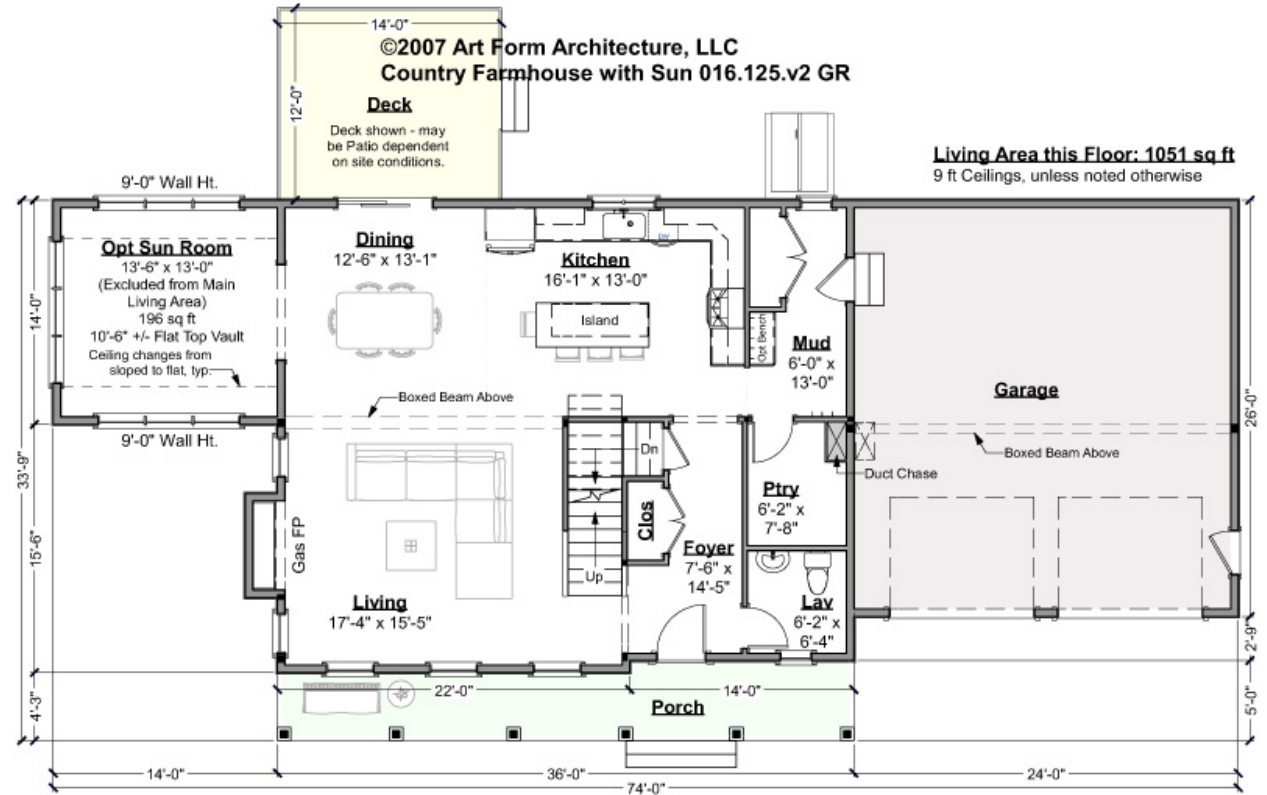 14'-0"
©2007 Art Form Architecture, LLC
Country Farmhouse with Sun 016.125.v2 GR
12'-0"
Deck
Deck shown - may
be Patio dependent
on site conditions.
Living Area this Floor: 1051 sq ft
9 ft Ceilings, unless noted otherwise
9'-0" Wall Ht.
Opt Sun Room
13'-6" x 13'-0"
(Excluded from Main
Living Area)
196 sq ft
10'-6" +/- Flat Top Vault
Ceiling changes from
sloped to flat, typ.
9'-0" Wall Ht.
14'-0"
33'-9"
15'-6"
4'-3"
Dining
12'-6" x 13'-1"
Kitchen
16'-1" x 13'-0"
DW
Island
Opt Bench
Mud
6'-0" x
13'-0"
Garage
26'-0"
Boxed Beam Above
Boxed Beam Above
Dn
Duct Chase
Ptry
6'-2" x
7'-8"
Clos
Gas FP
Foyer
7'-6" x
14'-5"
Up
Living
17'-4" x 15'-5"
Lav
6'-2" x
6'-4"
2'-9"
5'-0"
22'-0"
14'-0"
Porch
14'-0"
36'-0"
24'-0"
74'-0"